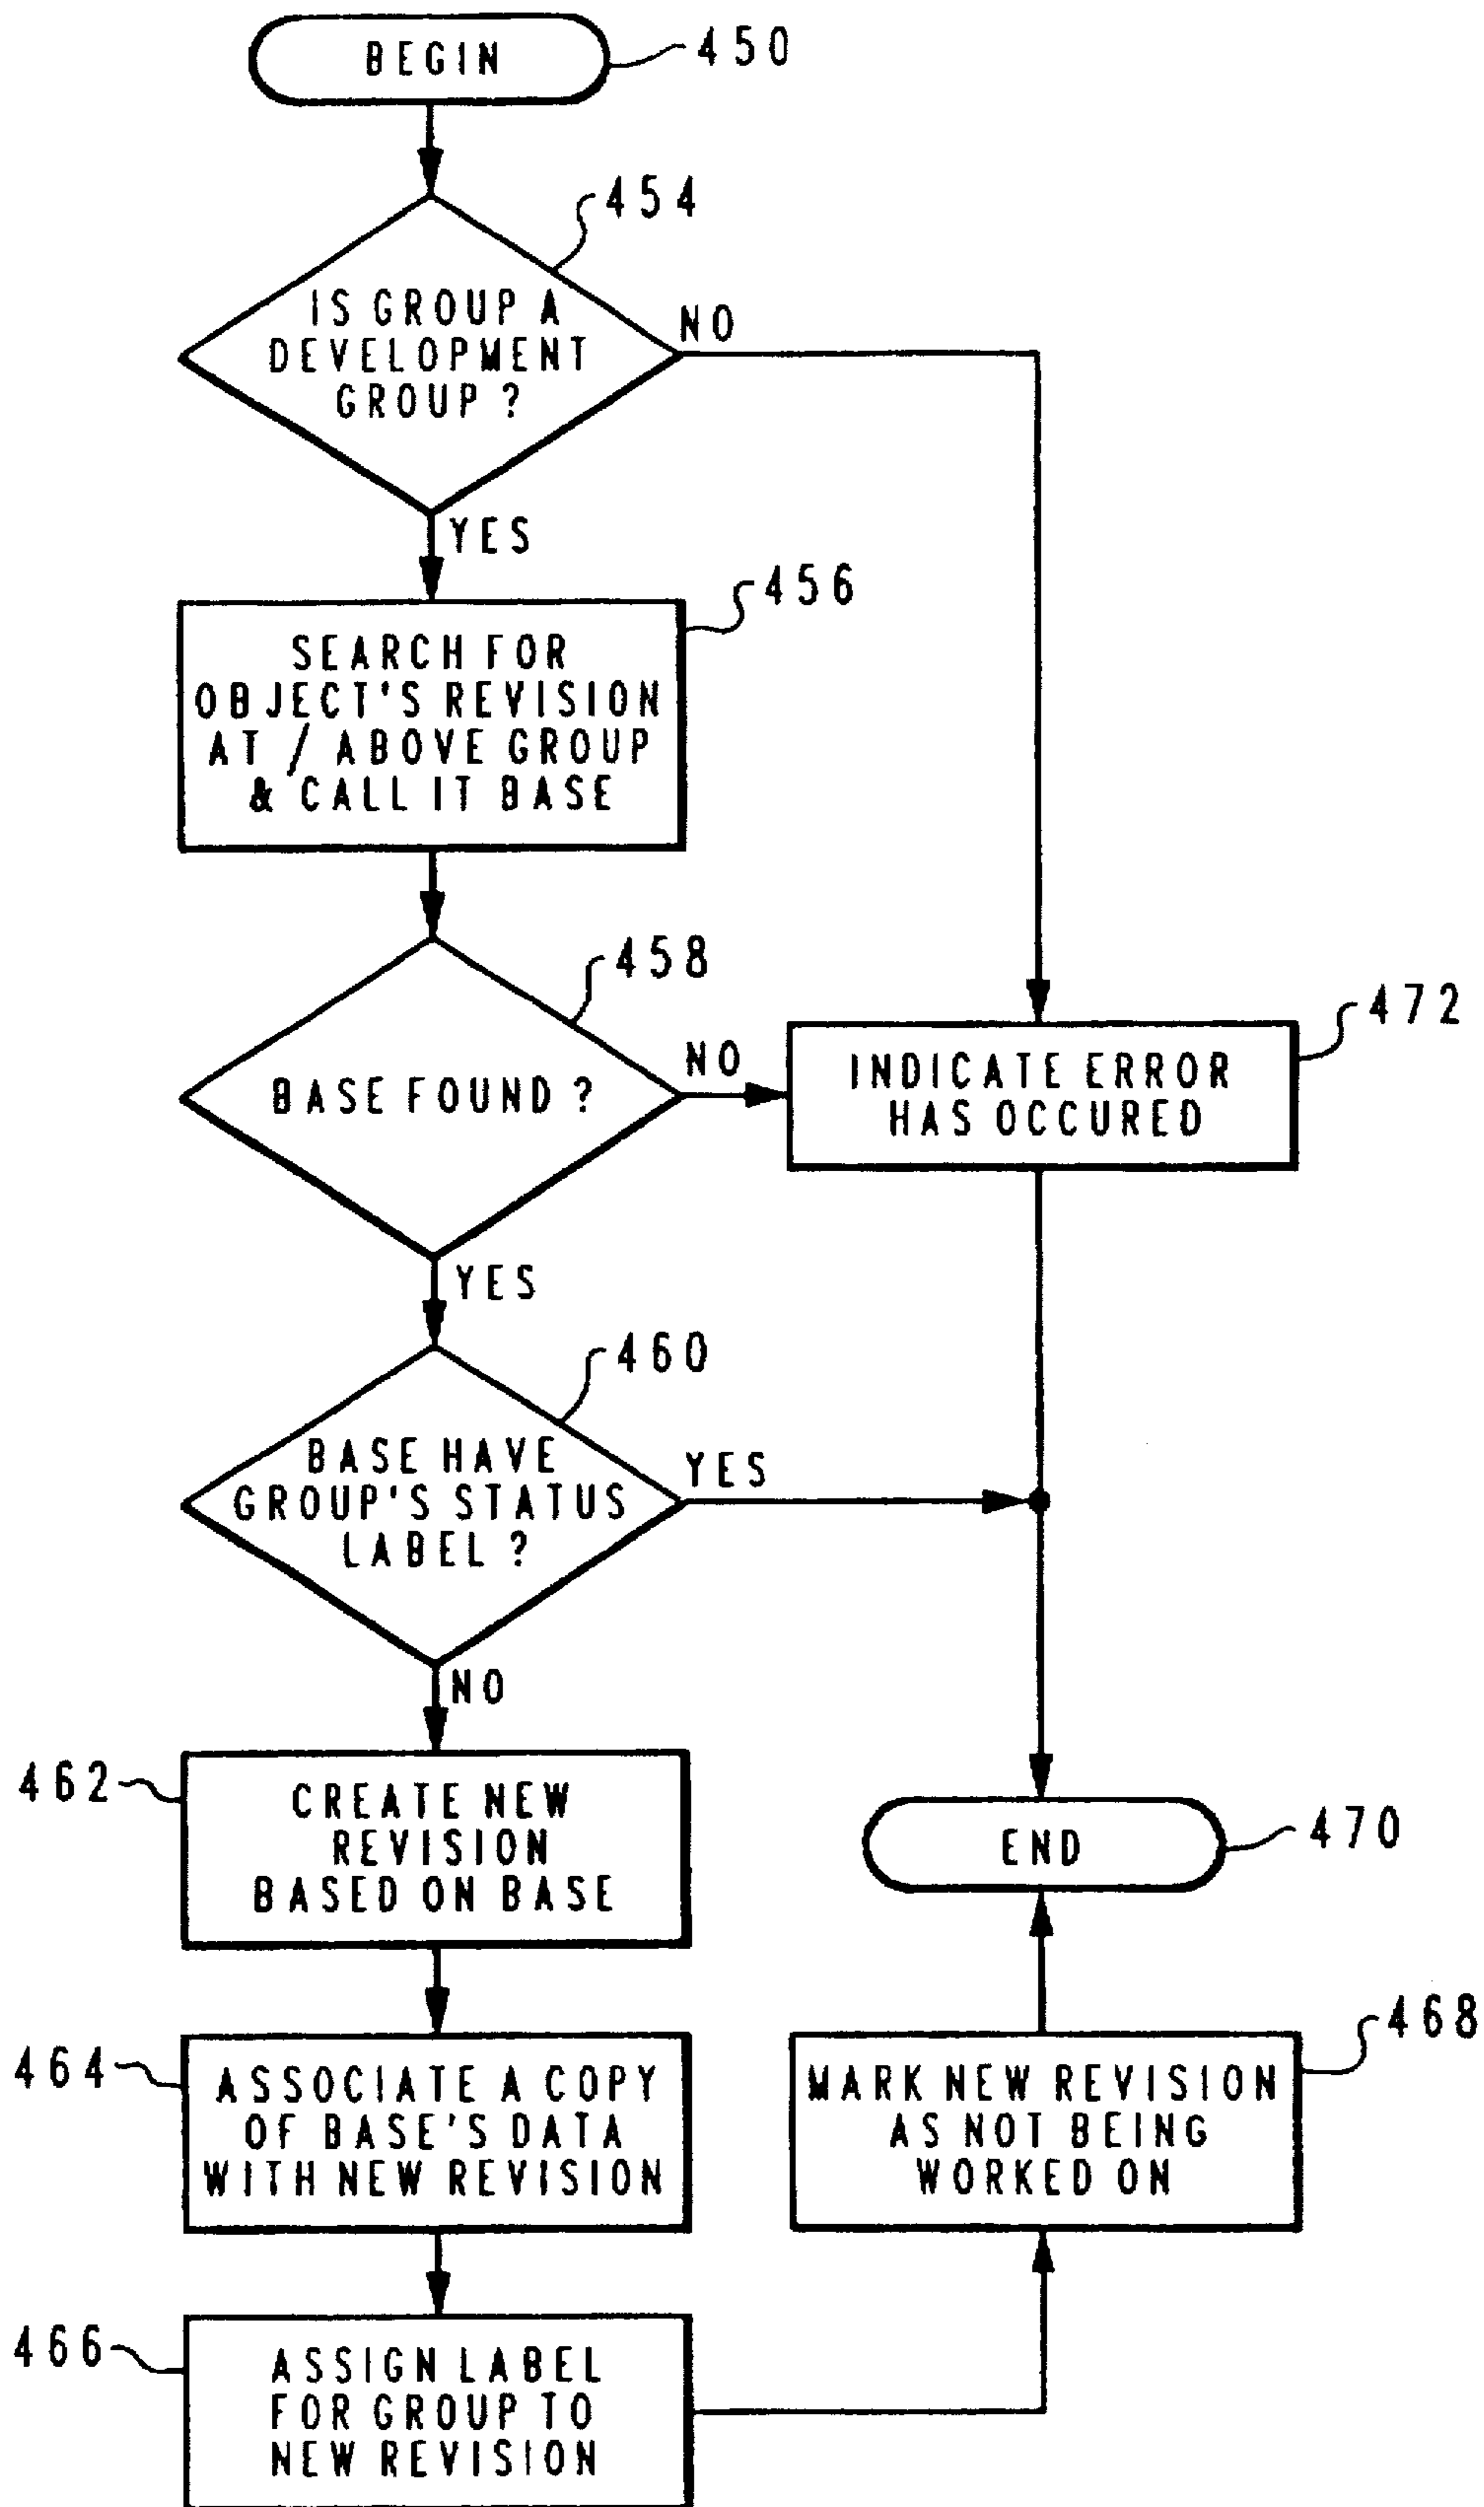 BEGIN
450
454
IS GROUP A
DEVELOPMENT
GROUP ?
NO
YES
456
SEARCH FOR
OBJECT'S REVISION
AT / ABOVE GROUP
& CALL IT BASE
458
BASE FOUND ?
NO
472
INDICATE ERROR
HAS OCCURED
YES
460
BASE HAVE
GROUP'S STATUS
LABEL ?
YES
NO
462
CREATE NEW
REVISION
BASED ON BASE
END
470
464
ASSOCIATE A COPY
OF BASE'S DATA
WITH NEW REVISION
468
MARK NEW REVISION
AS NOT BEING
WORKED ON
466
ASSIGN LABEL
FOR GROUP TO
NEW REVISION